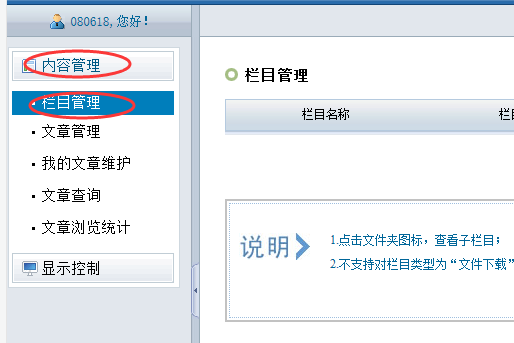 080618, 您好！
内容管理
栏目管理
文章管理
我的文章维护
文章查询
文章浏览统计
显示控制
栏目管理
栏目名称
栏
说明
1.点击文件夹图标，查看子栏目；
2.不支持对栏目类型为“文件下载”